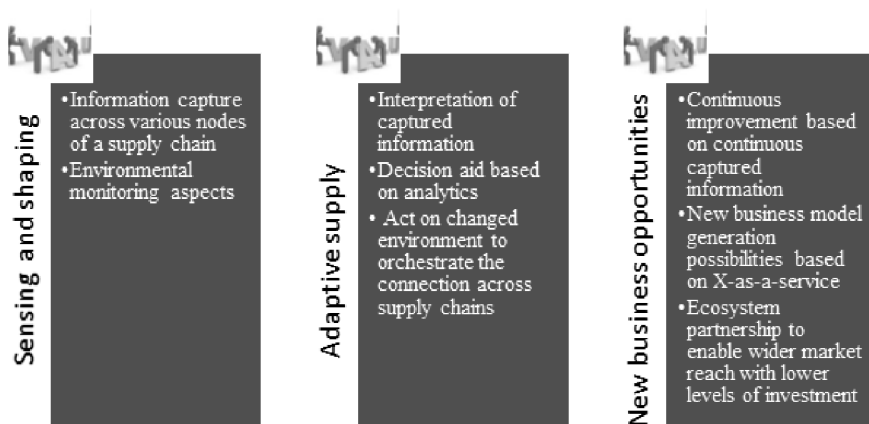 Sensing and shaping
•Information capture
across various nodes
of a supply chain
•Environmental
monitoring aspects
Adaptive supply
•Interpretation of
captured
information
•Decision aid based
on analytics
• Act on changed
environment to
orchestrate the
connection across
supply chains
New business opportunities
•Continuous
improvement based
on continuous
captured
information
•New business model
generation
possibilities based
on X-as-a-service
•Ecosystem
partnership to
enable wider market
reach with lower
levels of investment